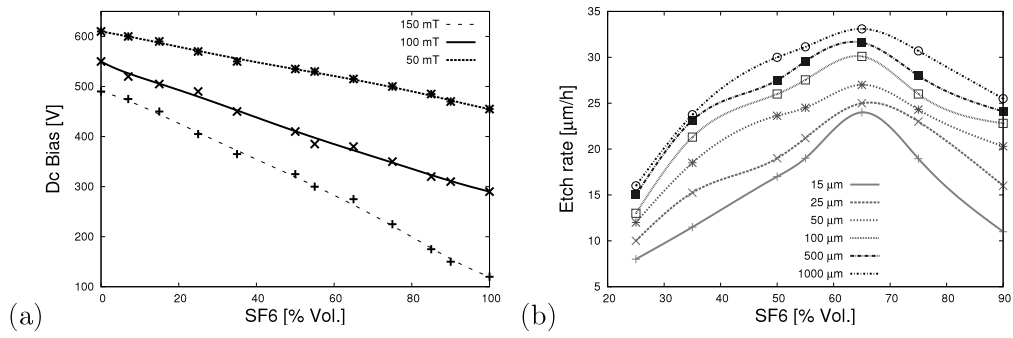 600
500
400
300
200
100
0
20
40
60
80
100
Dc Bias [V]
SF6 [% Vol.]
150 mT
100 mT
50 mT
(a)
35
30
25
20
15
10
5
20
30
40
50
60
70
80
90
Etch rate [μm/h]
SF6 [% Vol.]
15 μm
25 μm
50 μm
100 μm
500 μm
1000 μm
(b)